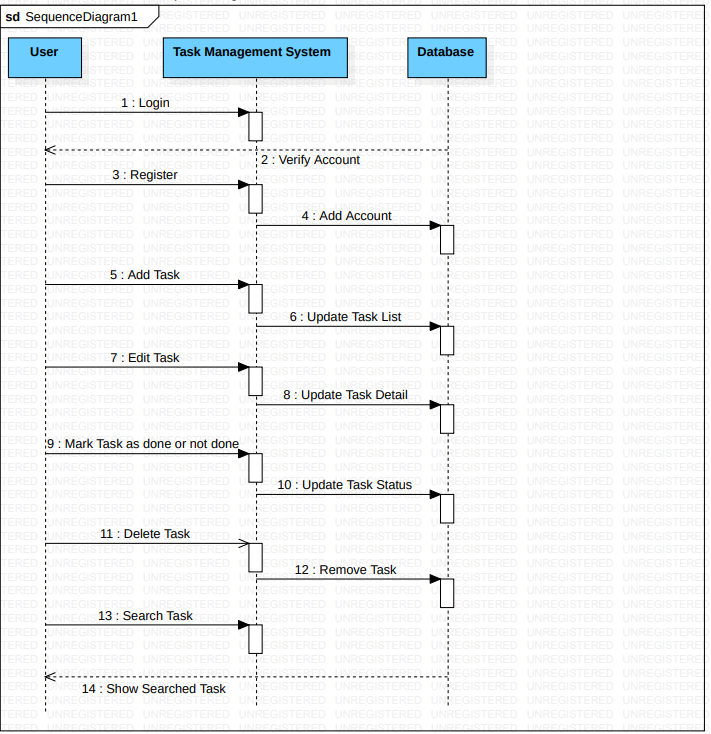 sd SequenceDiagram1
User
Task Management System
Database
1 : Login
2 : Verify Account
3 : Register
4 : Add Account
5 : Add Task
6 : Update Task List
7 : Edit Task
8 : Update Task Detail
9 : Mark Task as done or not done
10 : Update Task Status
11 : Delete Task
12 : Remove Task
13 : Search Task
14 : Show Searched Task
UNREGISTERED